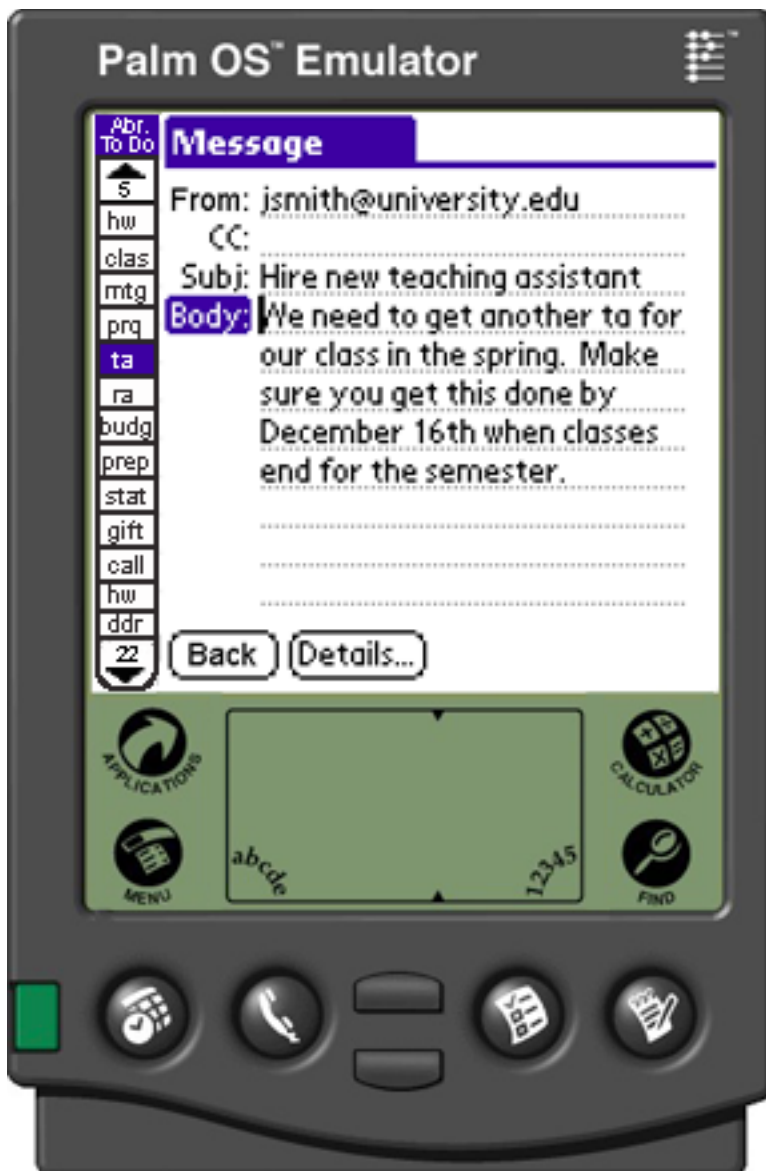 Palm OS™ Emulator
Abr.
To Do
5
hw
clas
mtg
prq
ta
ra
budg
prep
stat
gift
call
hw
ddr
22
Message
From: jsmith@university.edu
CC:
Subj: Hire new teaching assistant
Body: We need to get another ta for
our class in the spring. Make
sure you get this done by
December 16th when classes
end for the semester.
Back Details...
APPLICATIONS
MENU
abcde
12345
CALCULATOR
FIND